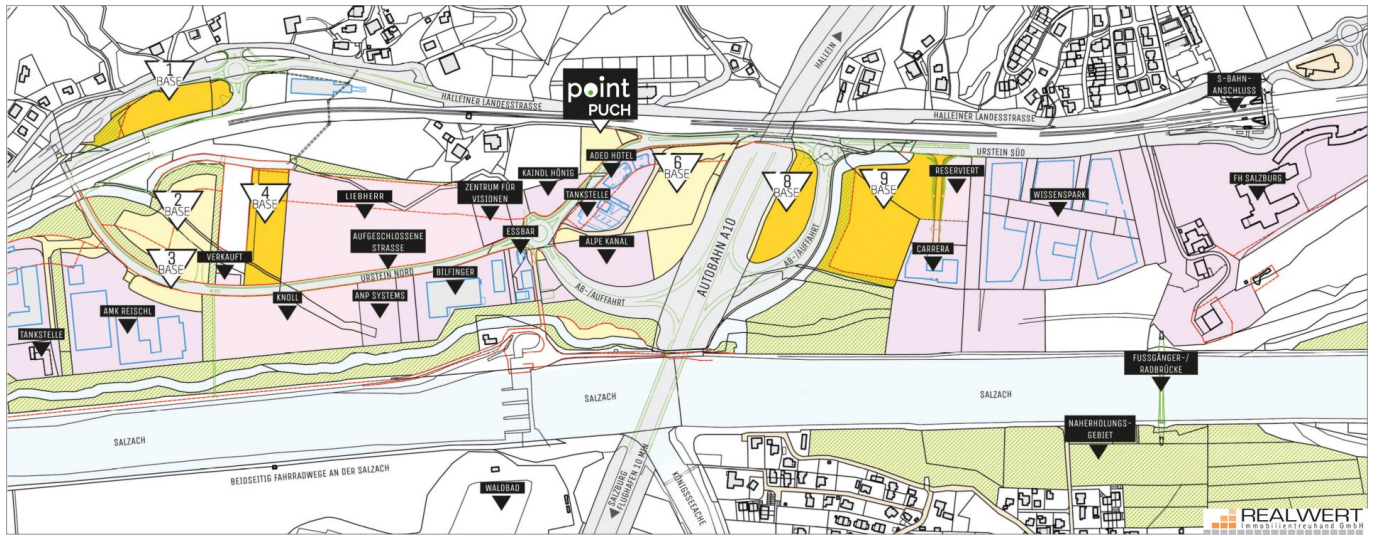 1
BASE
HALLEINER LANDESSTRASSE
point
PUCH
HALLEIN
HALLEINER LANDESSTRASSE
S-BAHN-
ANSCHLUSS
URSTEIN SÜD
2
BASE
4
BASE
LIEBHERR
ZENTRUM FÜR
VISIONEN
KAINDL HÖNIG
ADEO HOTEL
TANKSTELLE
6
BASE
8
BASE
9
BASE
RESERVIERT
WISSENSPARK
FH SALZBURG
3
BASE
VERKAUFT
AUFGESCHLOSSENE
STRASSE
URSTEIN NORD
ESSBAR
ALPE KANAL
AUTOBAHN A10
AB-/AUFFAHRT
AB-/AUFFAHRT
CARRERA
BILFINGER
ANP SYSTEMS
KNOLL
AMK REISCHL
TANKSTELLE
FUSSGÄNGER-/
RADBRÜCKE
SALZACH
SALZACH
SALZACH
NAHERHOLUNGS-
GEBIET
BEIDSEITIG FAHRRADWEGE AN DER SALZACH
WALDBAD
SALZBURG
FLUGHAFEN 10 MIN
KÖNIGSSEEACHE
REALWERT
Immobilientreuhand GmbH